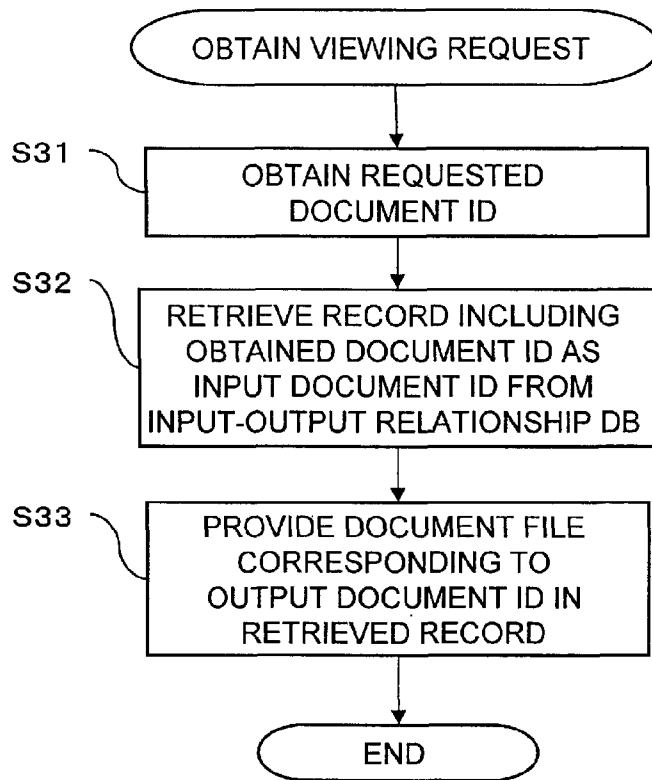 OBTAIN VIEWING REQUEST
S31
OBTAIN REQUESTED
DOCUMENT ID
S32
RETRIEVE RECORD INCLUDING
OBTAINED DOCUMENT ID AS
INPUT DOCUMENT ID FROM
INPUT-OUTPUT RELATIONSHIP DB
S33
PROVIDE DOCUMENT FILE
CORRESPONDING TO
OUTPUT DOCUMENT ID IN
RETRIEVED RECORD
END